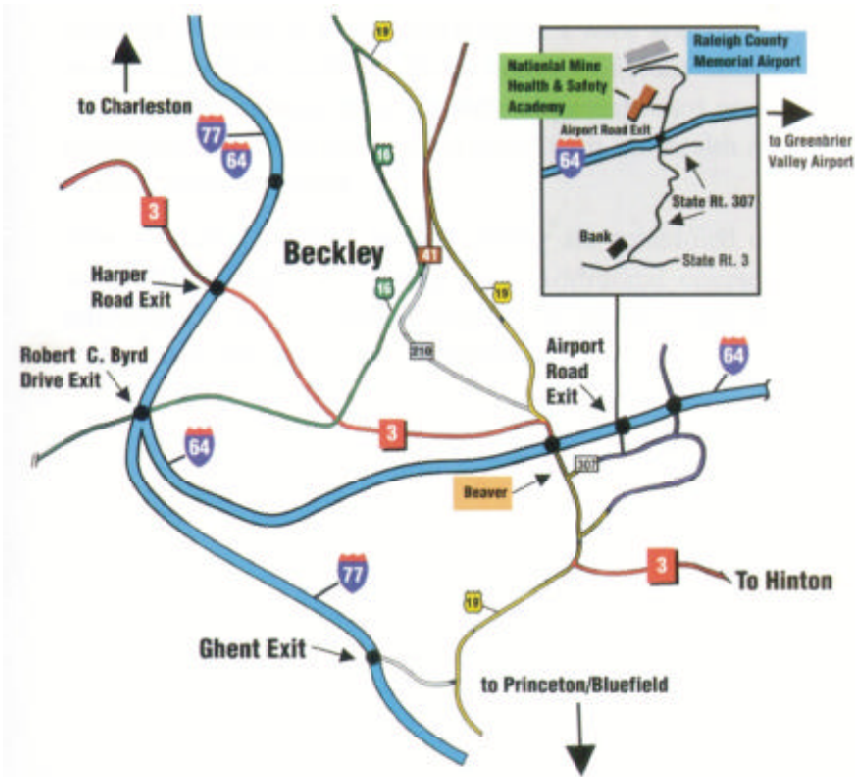 to Charleston
77
64
3
Harper
Road Exit
Robert C. Byrd
Drive Exit
64
Beckley
19
16
41
16
19
210
3
Raleigh County
Memorial Airport
National Mine
Health & Safety
Academy
Airport Road Exit
64
to Greenbrier
Valley Airport
State Rt. 307
Bank
State Rt. 3
Airport
Road
Exit
64
307
Beaver
3
To Hinton
77
19
Ghent Exit
to Princeton/Bluefield